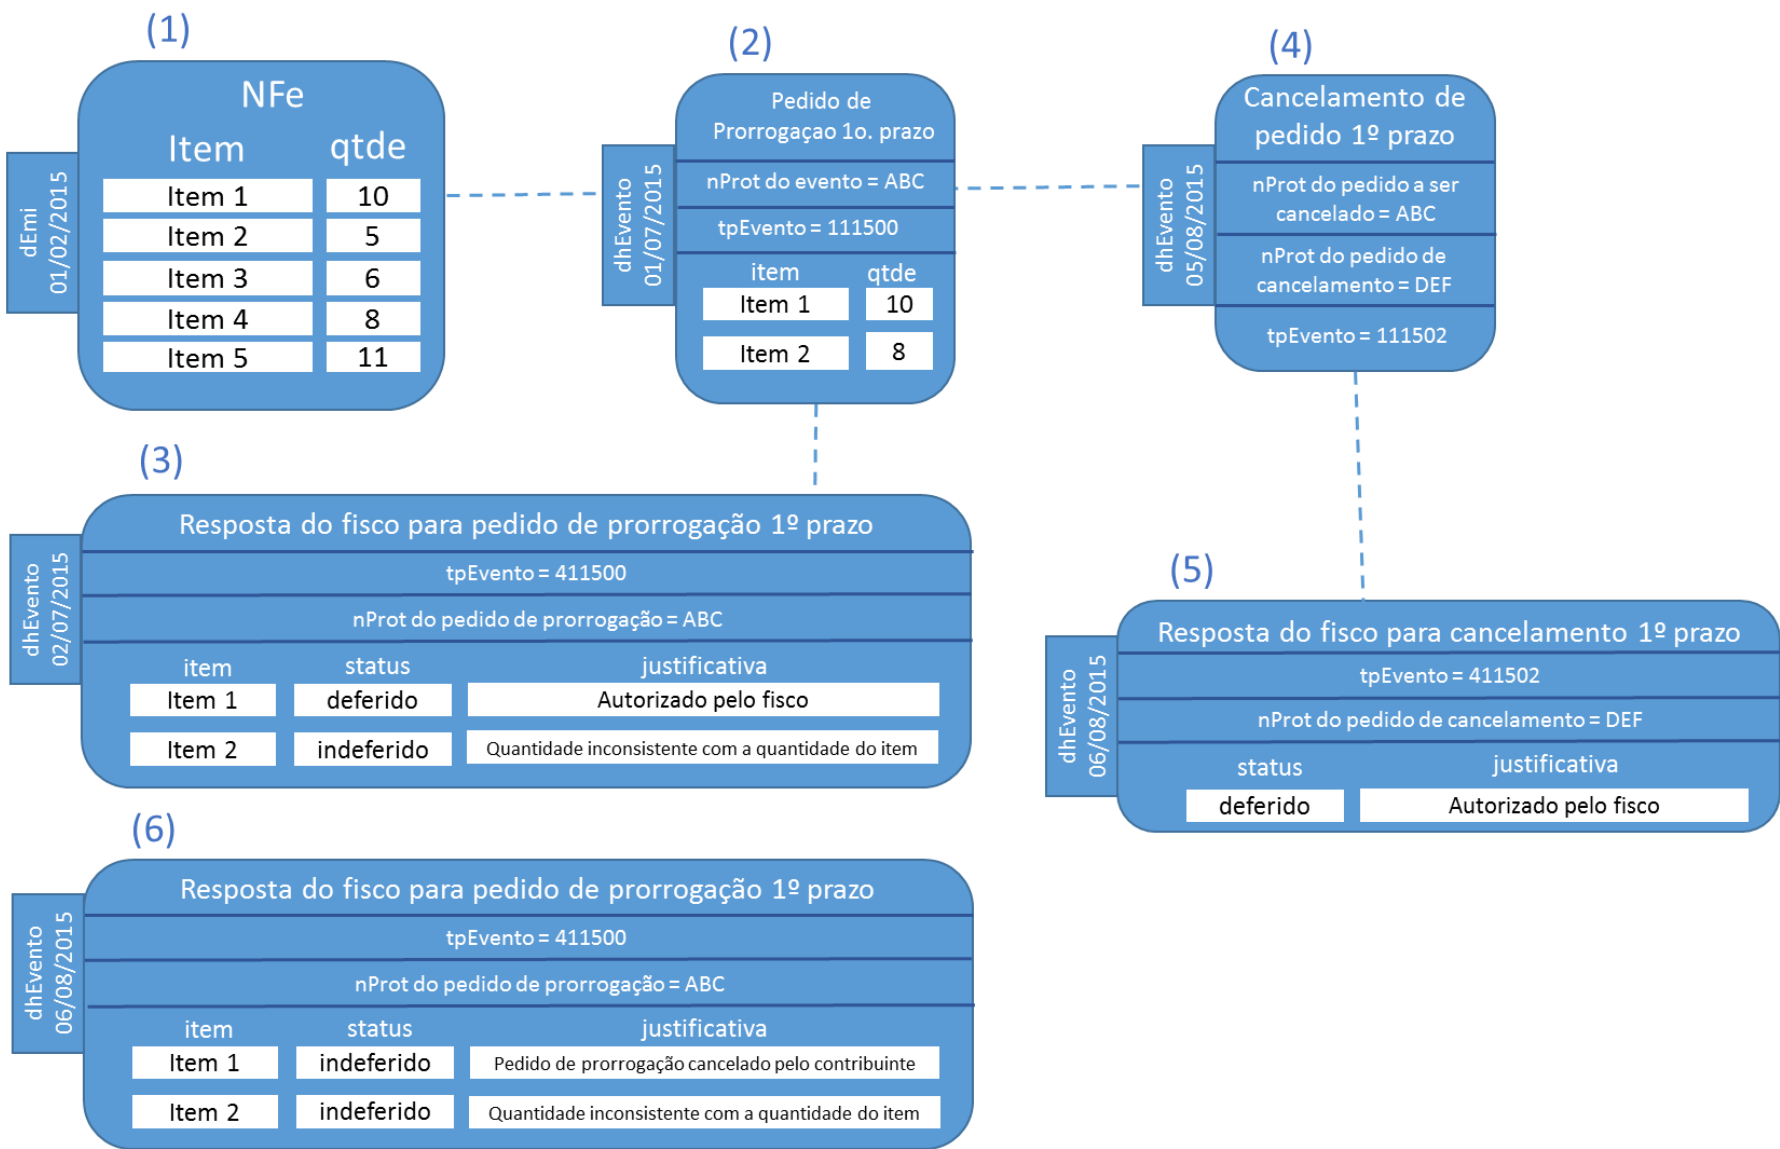 (1)
NFe
Item qtde
Item 1 10
Item 2 5
Item 3 6
Item 4 8
Item 5 11
dEmi
01/02/2015
(2)
Pedido de
Prorrogaçao 1o. prazo
nProt do evento = ABC
tpEvento = 111500
item qtde
Item 1 10
Item 2 8
dhEvento
01/07/2015
(4)
Cancelamento de
pedido 1º prazo
nProt do pedido a ser
cancelado = ABC
nProt do pedido de
cancelamento = DEF
tpEvento = 111502
dhEvento
05/08/2015
(3)
Resposta do fisco para pedido de prorrogação 1º prazo
tpEvento = 411500
nProt do pedido de prorrogação = ABC
item status justificativa
Item 1 deferido Autorizado pelo fisco
Item 2 indeferido Quantidade inconsistente com a quantidade do item
dhEvento
02/07/2015
(5)
Resposta do fisco para cancelamento 1º prazo
tpEvento = 411502
nProt do pedido de cancelamento = DEF
status justificativa
deferido Autorizado pelo fisco
dhEvento
06/08/2015
(6)
Resposta do fisco para pedido de prorrogação 1º prazo
tpEvento = 411500
nProt do pedido de prorrogação = ABC
item status justificativa
Item 1 indeferido Pedido de prorrogação cancelado pelo contribuinte
Item 2 indeferido Quantidade inconsistente com a quantidade do item
dhEvento
06/08/2015